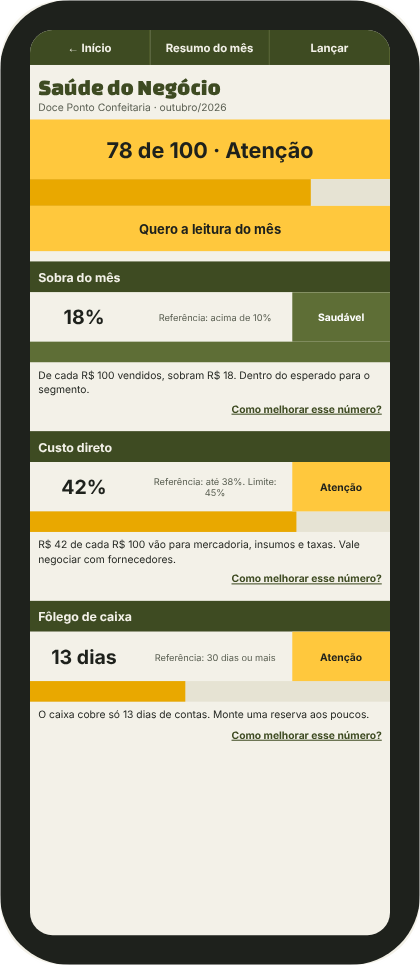 ← Início
Resumo do mês
Lançar
Saúde do Negócio
Doce Ponto Confeitaria · outubro/2026
78 de 100 · Atenção
Quero a leitura do mês
Sobra do mês
18%
Referência: acima de 10%
Saudável
De cada R$ 100 vendidos, sobram R$ 18. Dentro do esperado para o
segmento.
Como melhorar esse número?
Custo direto
42%
Referência: até 38%. Limite:
45%
Atenção
R$ 42 de cada R$ 100 vão para mercadoria, insumos e taxas. Vale
negociar com fornecedores.
Como melhorar esse número?
Fôlego de caixa
13 dias
Referência: 30 dias ou mais
Atenção
O caixa cobre só 13 dias de contas. Monte uma reserva aos poucos.
Como melhorar esse número?